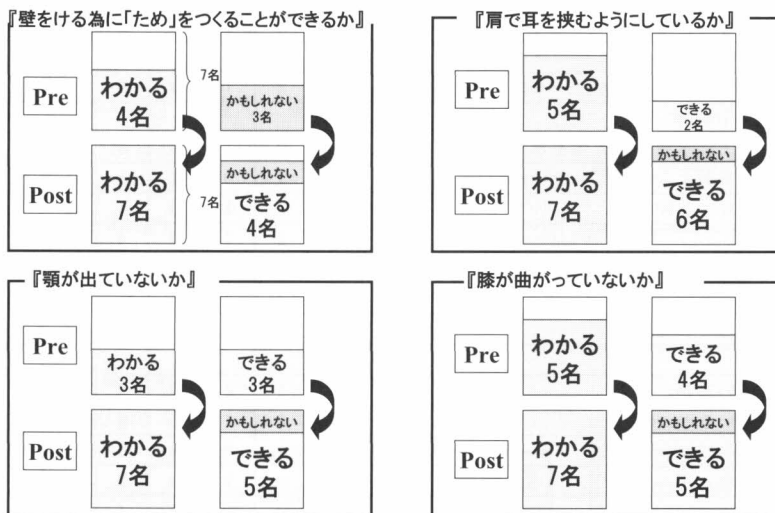 『壁をける為に「ため」をつくることができるか』
Pre
わかる
4名
7名
かもしれない
3名
Post
わかる
7名
7名
かもしれない
できる
4名
『肩で耳を挟むようにしているか』
Pre
わかる
5名
できる
2名
Post
わかる
7名
かもしれない
できる
6名
『顎が出ていないか』
Pre
わかる
3名
できる
3名
Post
わかる
7名
かもしれない
できる
5名
『膝が曲がっていないか』
Pre
わかる
5名
できる
4名
Post
わかる
7名
かもしれない
できる
5名